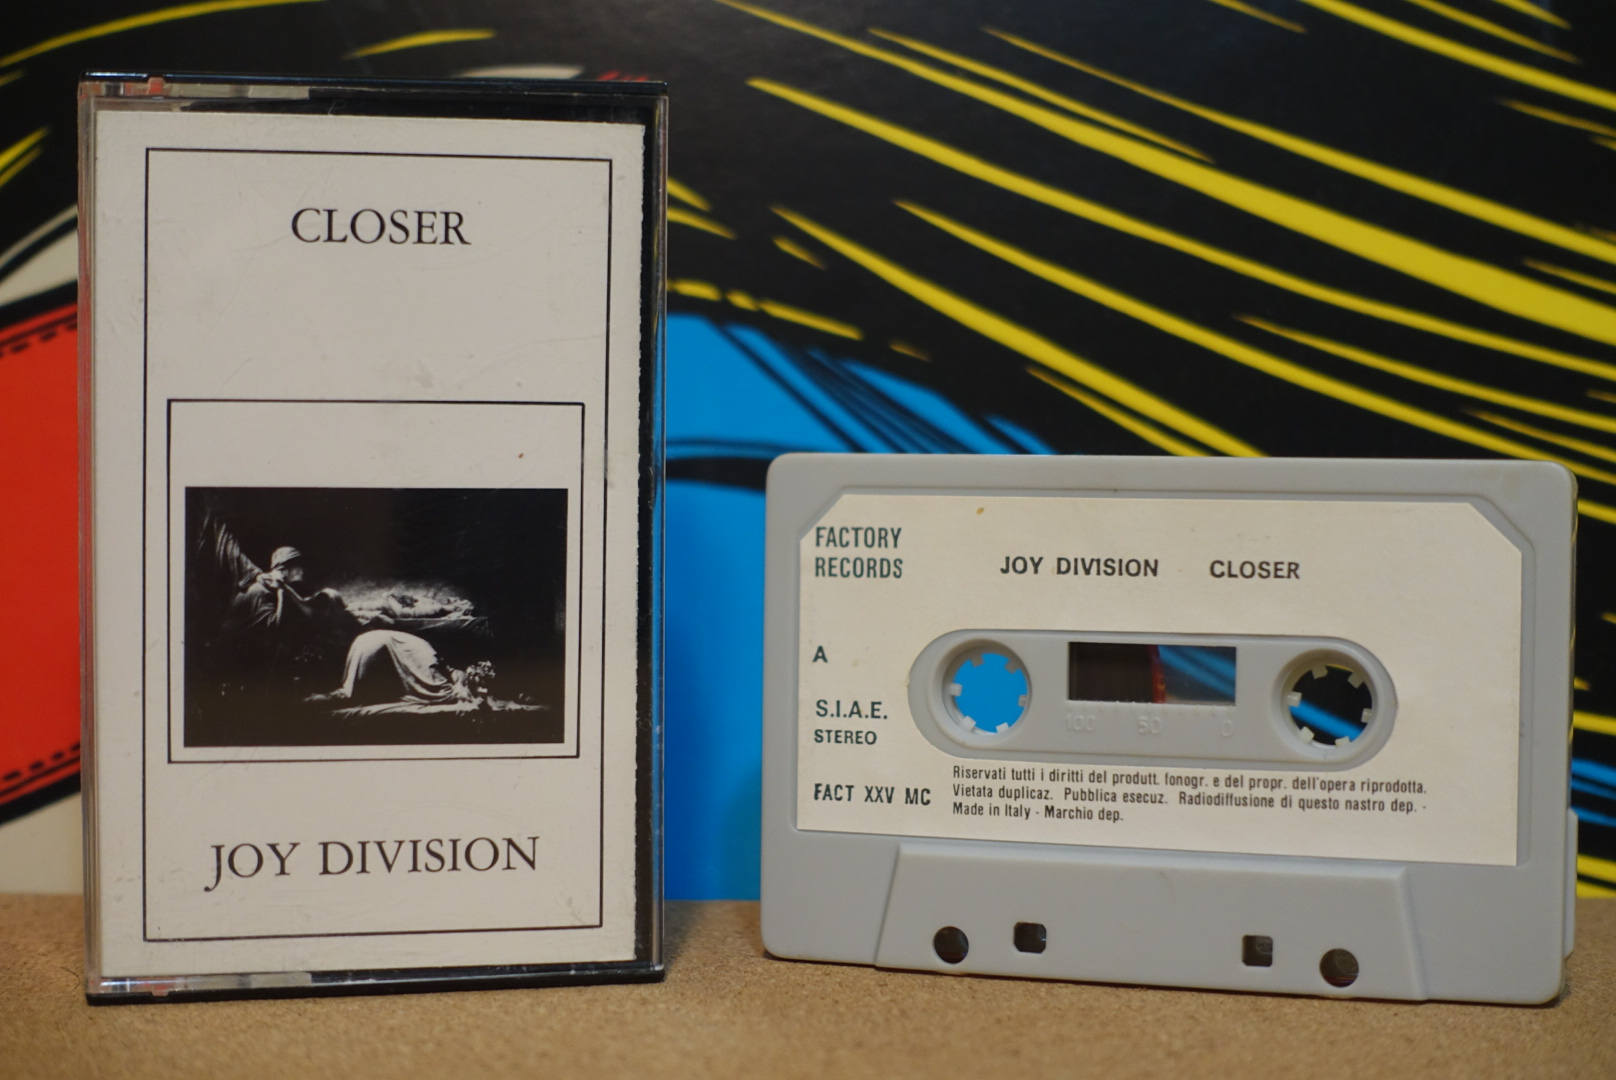 CLOSER
JOY DIVISION
FACTORY
RECORDS
JOY DIVISION CLOSER
A
S.I.A.E.
STEREO
100 50 0
FACT XXV MC
Riservati tutti i diritti del produtt. fonogr. e del propr. dell'opera riprodotta.
Vietata duplicaz. Pubblica esecuz. Radiodiffusione di questo nastro dep. -
Made in Italy - Marchio dep.